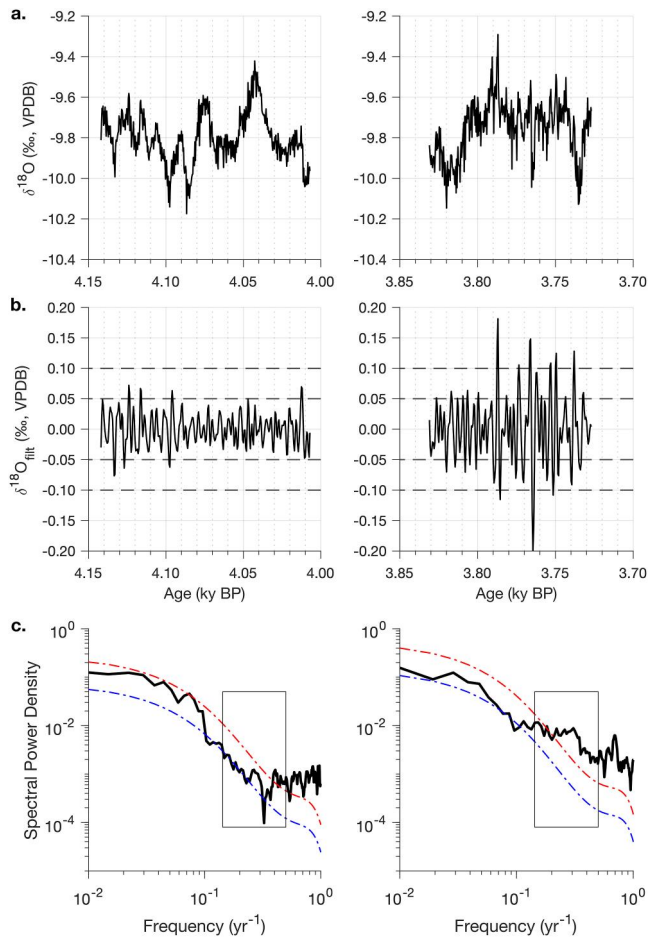 a.
-9.2
-9.4
-9.6
-9.8
-10.0
-10.2
-10.4
δ¹⁸O (‰, VPDB)
4.15 4.10 4.05 4.00
-9.2
-9.4
-9.6
-9.8
-10.0
-10.2
-10.4
3.85 3.80 3.75 3.70
b.
0.20
0.15
0.10
0.05
0.00
-0.05
-0.10
-0.15
-0.20
δ¹⁸O_filt (‰, VPDB)
4.15 4.10 4.05 4.00
Age (ky BP)
0.20
0.15
0.10
0.05
0.00
-0.05
-0.10
-0.15
-0.20
3.85 3.80 3.75 3.70
Age (ky BP)
c.
10⁰
10⁻²
10⁻⁴
Spectral Power Density
10⁻² 10⁻¹ 10⁰
Frequency (yr⁻¹)
10⁰
10⁻²
10⁻⁴
10⁻² 10⁻¹ 10⁰
Frequency (yr⁻¹)